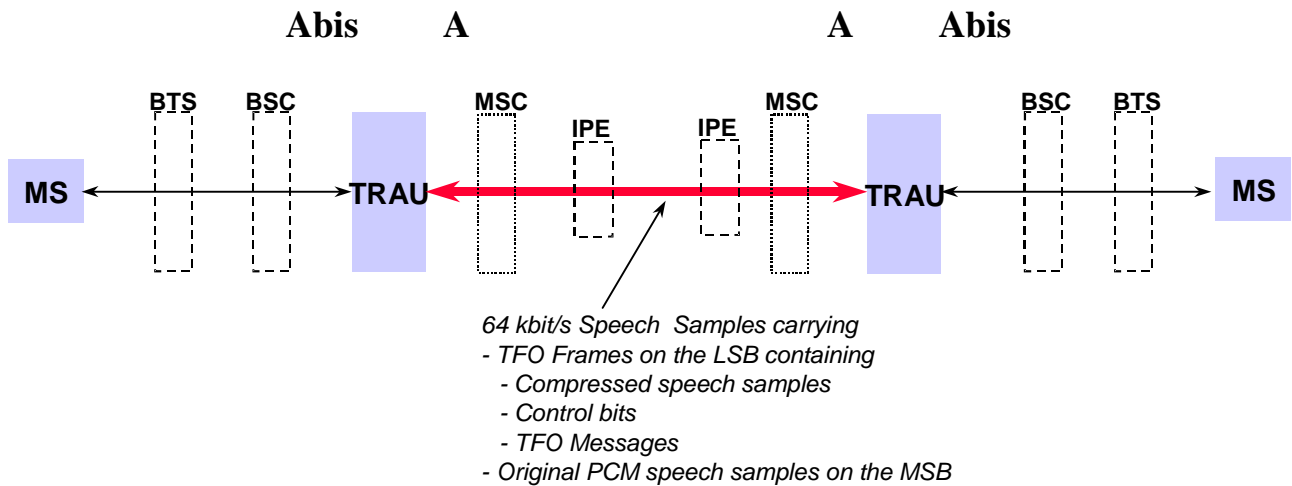 Abis A A Abis
BTS BSC MSC IPE IPE MSC BSC BTS
MS TRAU TRAU MS
64 kbit/s Speech Samples carrying
- TFO Frames on the LSB containing
- Compressed speech samples
- Control bits
- TFO Messages
- Original PCM speech samples on the MSB